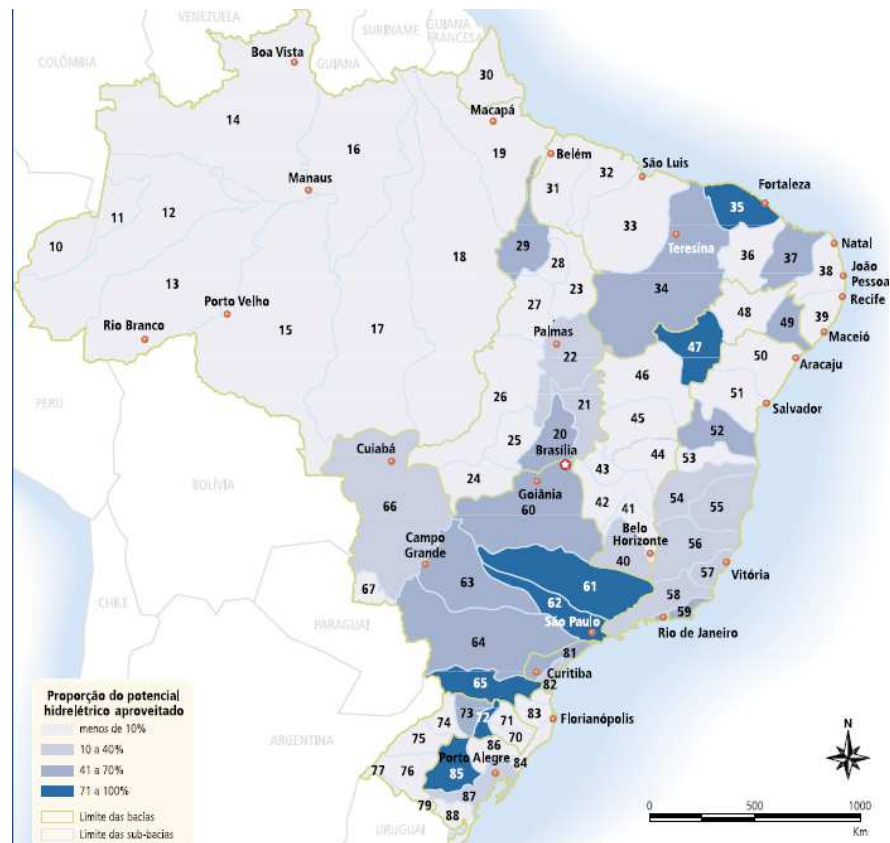 VENEZUELA
SURINAME
GUIANA
FRANCESA
COLÔMBIA
Boa Vista
GUIANA
30
Macapá
14
16
19
Belém
São Luis
32
31
Fortaleza
35
Manaus
11
12
33
Teresina
Natal
10
29
36
37
38
João
Pessoa
18
28
13
23
34
Recife
Porto Velho
27
48
49
39
Rio Branco
15
17
Palmas
47
Maceió
22
46
50
Aracaju
PERU
26
21
51
Salvador
45
20
52
25
Brasília
Cuiabá
44
53
43
24
BOLÍVIA
Goiânia
60
42
41
54
55
66
Belo
Horizonte
Campo
Grande
56
40
57
Vitória
67
63
61
58
CHILE
62
59
São Paulo
Rio de Janeiro
PARAGUAI
64
81
Curitiba
65
82
73
72
83
Florianópolis
74
71
ARGENTINA
75
70
86
Porto Alegre
84
77
76
85
87
79
88
URUGUAI
Proporção do potencial
hidrelétrico aproveitado
menos de 10%
10 a 40%
41 a 70%
71 a 100%
Limite das bacias
Limite das sub-bacias
N
0 500 1000
Km